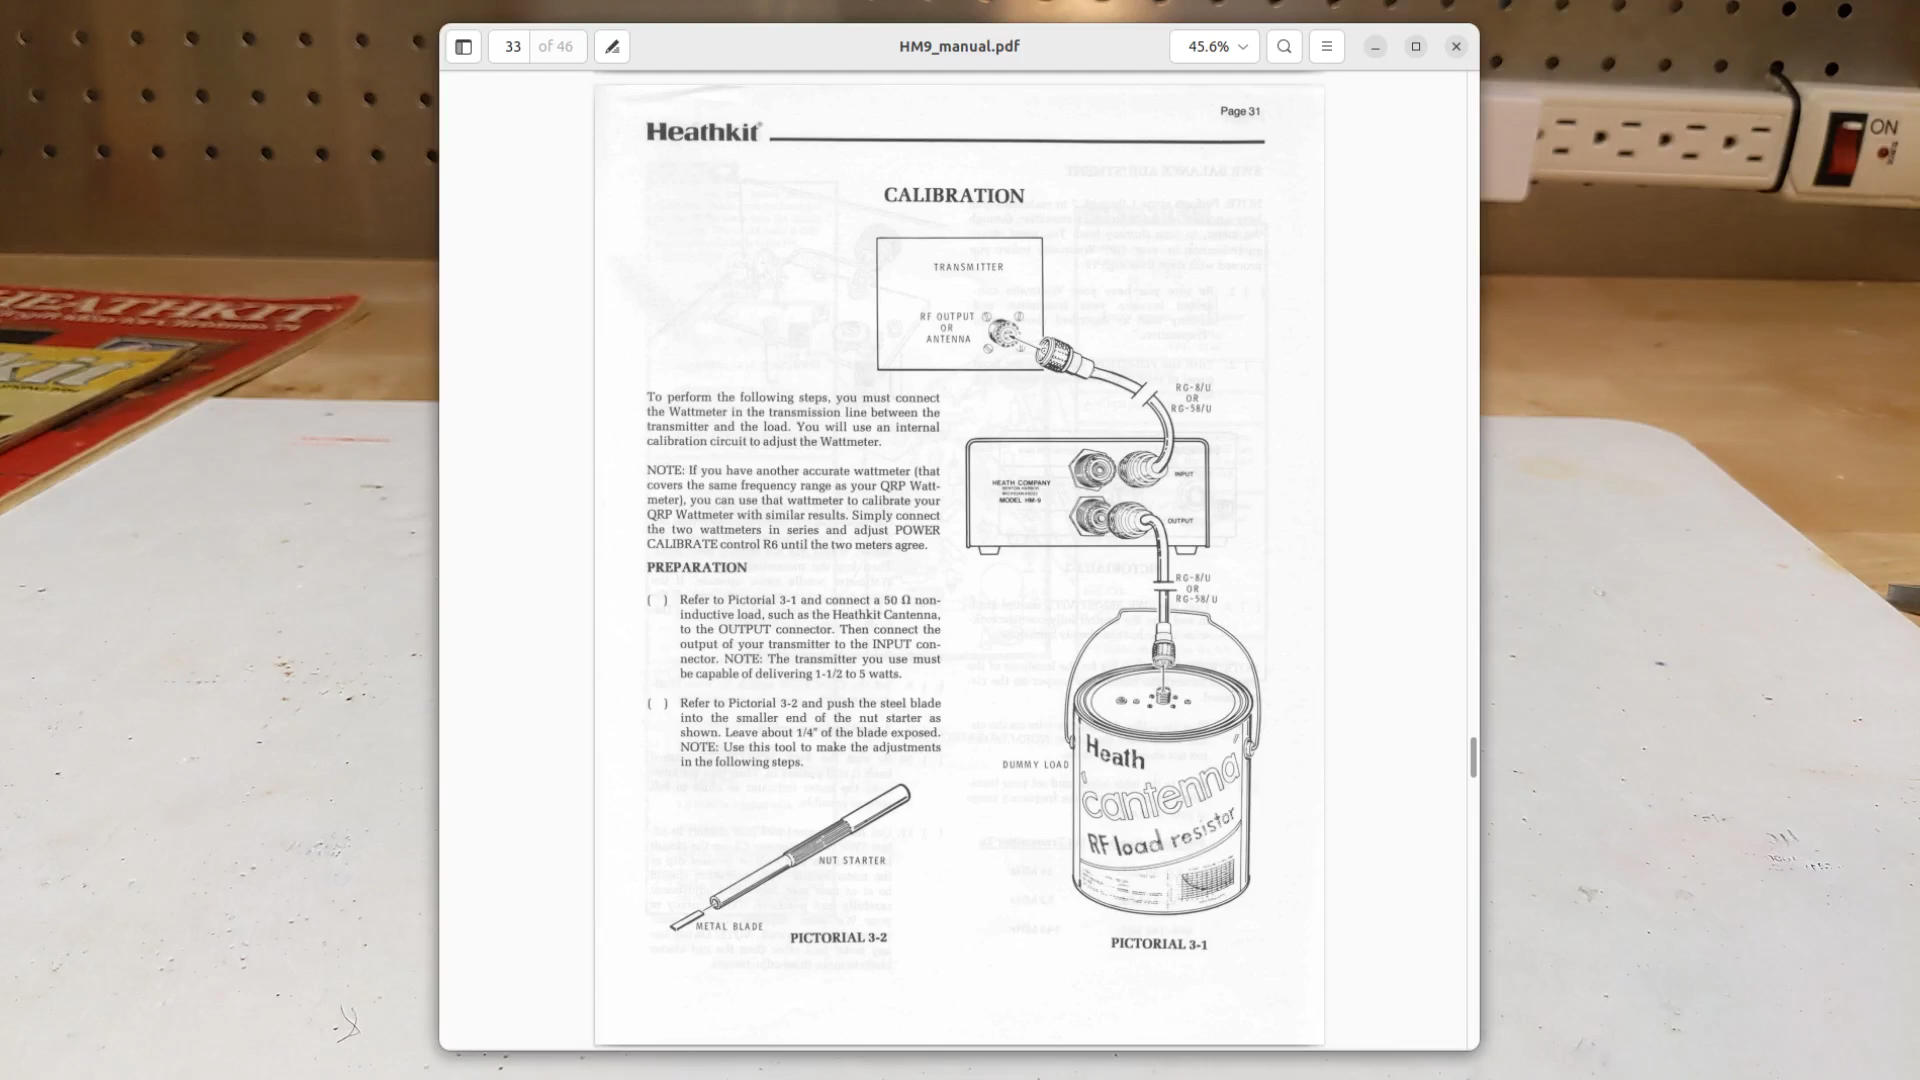 33 of 46
HM9_manual.pdf
45.6%
ON
HEATHKIT
Page 31
Heathkit
CALIBRATION
TRANSMITTER
RF OUTPUT
OR
ANTENNA
RG-8/U
OR
RG-58/U
To perform the following steps, you must connect
the Wattmeter in the transmission line between the
transmitter and the load. You will use an internal
calibration circuit to adjust the Wattmeter.
NOTE: If you have another accurate wattmeter (that
covers the same frequency range as your QRP Watt-
meter), you can use that wattmeter to calibrate your
QRP Wattmeter with similar results. Simply connect
the two wattmeters in series and adjust POWER
CALIBRATE control R6 until the two meters agree.
HEATH COMPANY
MODEL HM-9
INPUT
OUTPUT
PREPARATION
( ) Refer to Pictorial 3-1 and connect a 50 Ω non-
inductive load, such as the Heathkit Cantenna,
to the OUTPUT connector. Then connect the
output of your transmitter to the INPUT con-
nector. NOTE: The transmitter you use must
be capable of delivering 1-1/2 to 5 watts.
( ) Refer to Pictorial 3-2 and push the steel blade
into the smaller end of the nut starter as
shown. Leave about 1/4" of the blade exposed.
NOTE: Use this tool to make the adjustments
in the following steps.
RG-8/U
OR
RG-58/U
DUMMY LOAD
Heath
'cantenna'
RF load resistor
NUT STARTER
METAL BLADE
PICTORIAL 3-2
PICTORIAL 3-1